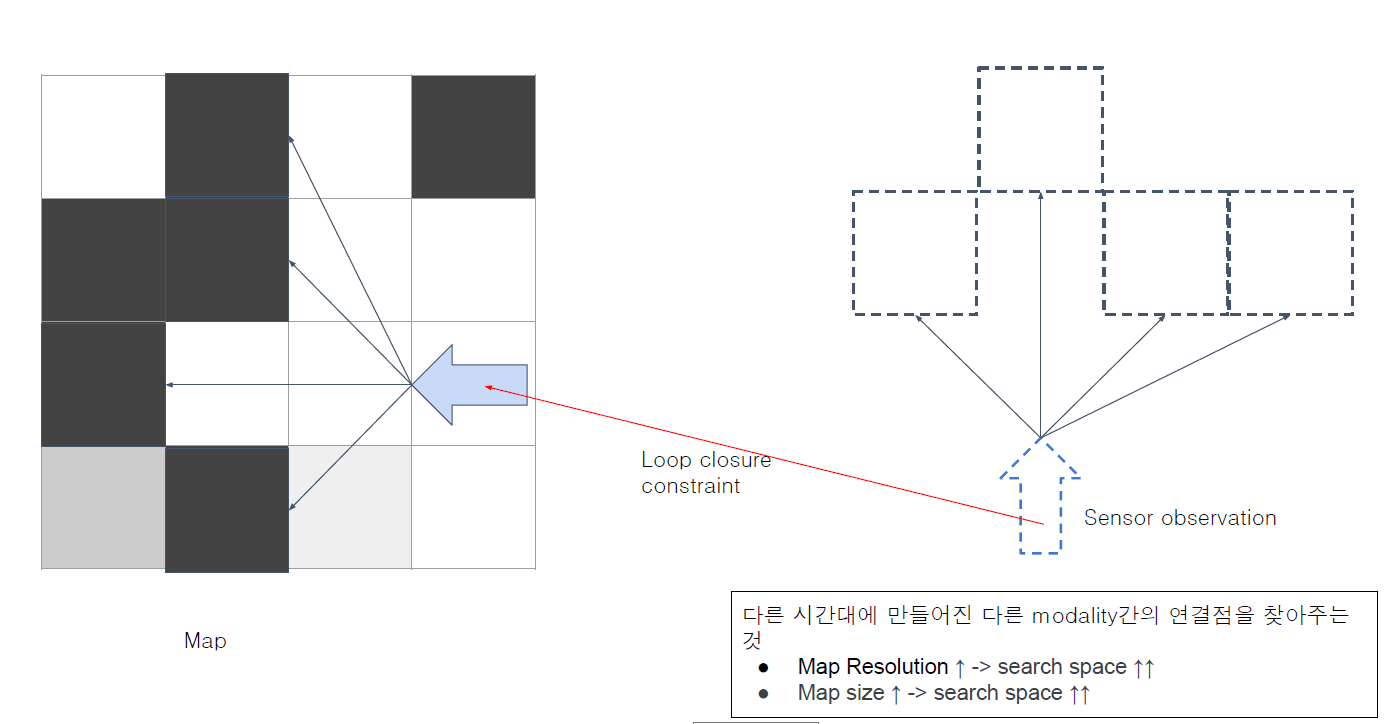 Loop closure
constraint
Sensor observation
Map
다른 시간대에 만들어진 다른 modality간의 연결점을 찾아주는
것
● Map Resolution ↑ -> search space ↑↑
● Map size ↑ -> search space ↑↑